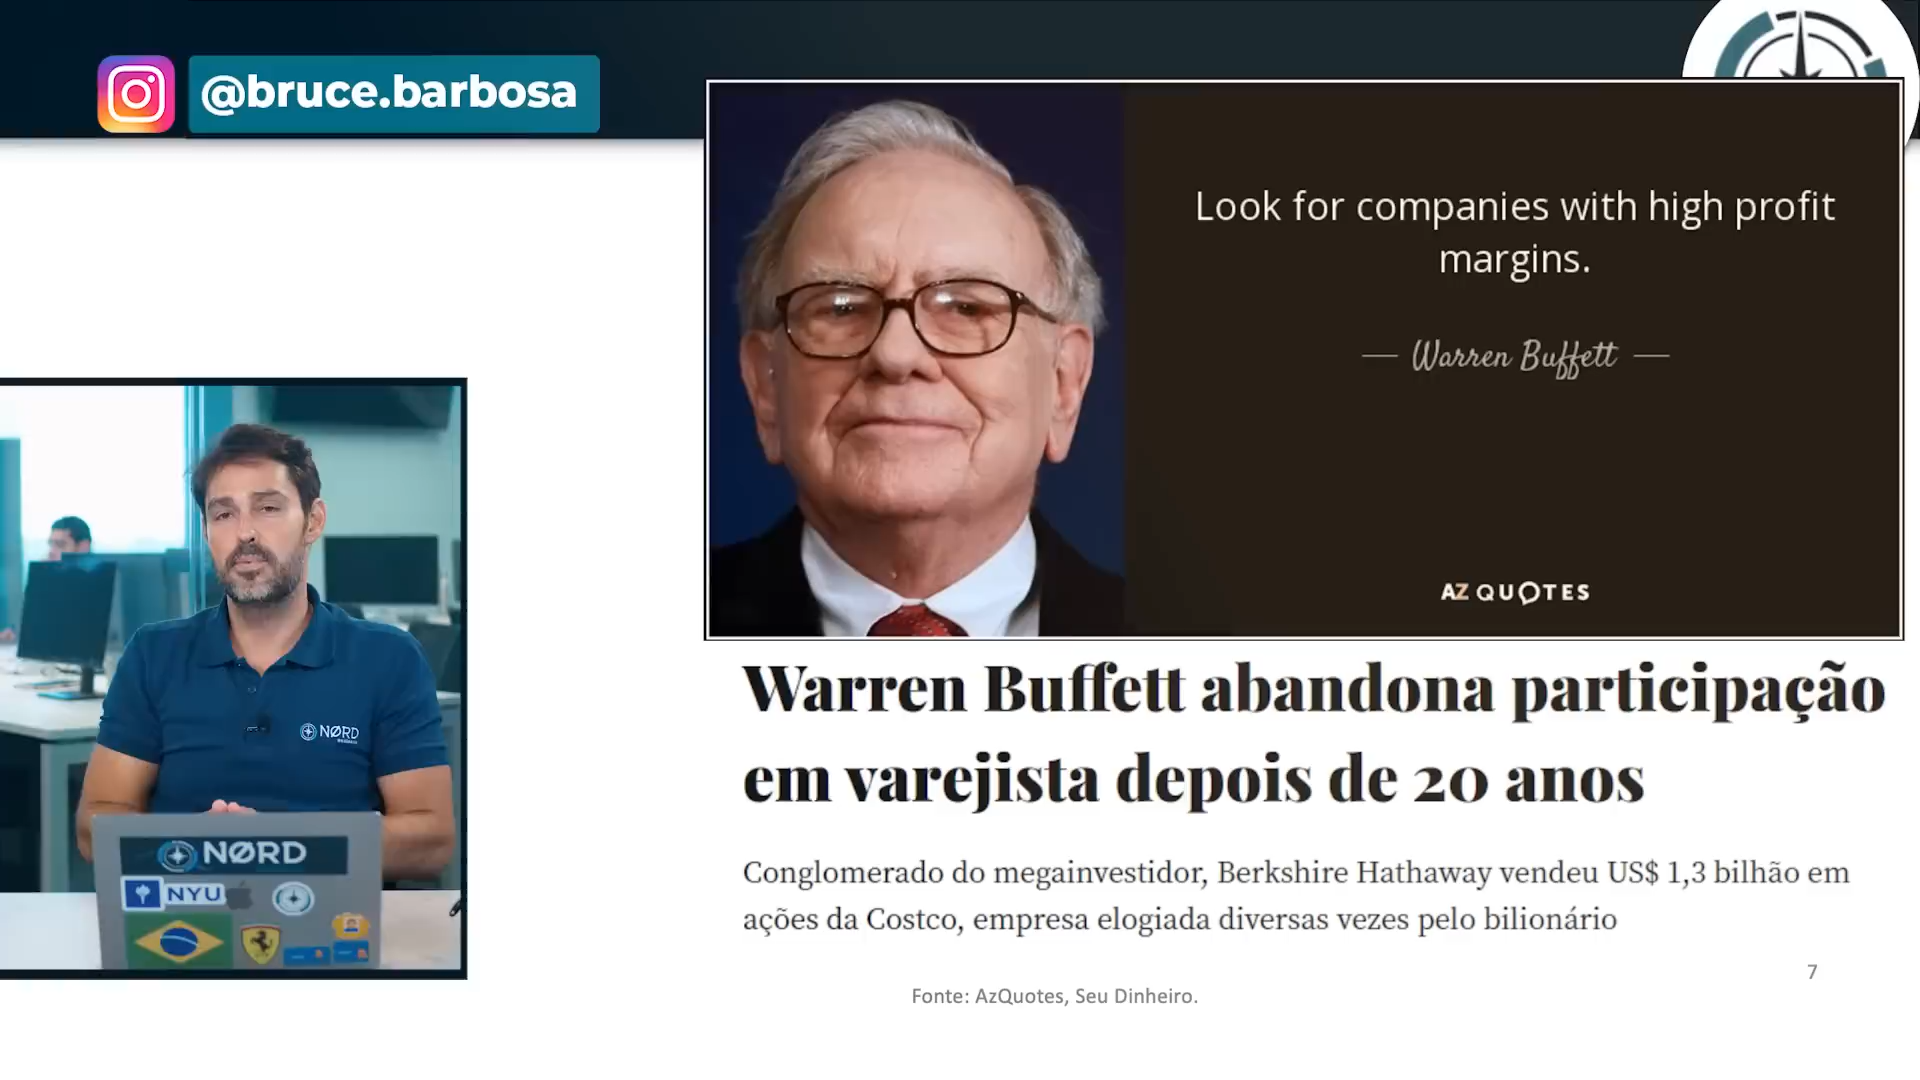 @bruce.barbosa
Look for companies with high profit
margins.
— Warren Buffett —
AZ QUOTES
Warren Buffett abandona participação
em varejista depois de 20 anos
Conglomerado do megainvestidor, Berkshire Hathaway vendeu US$ 1,3 bilhão em
ações da Costco, empresa elogiada diversas vezes pelo bilionário
7
Fonte: AzQuotes, Seu Dinheiro.
NØRD
NØRD
NYU